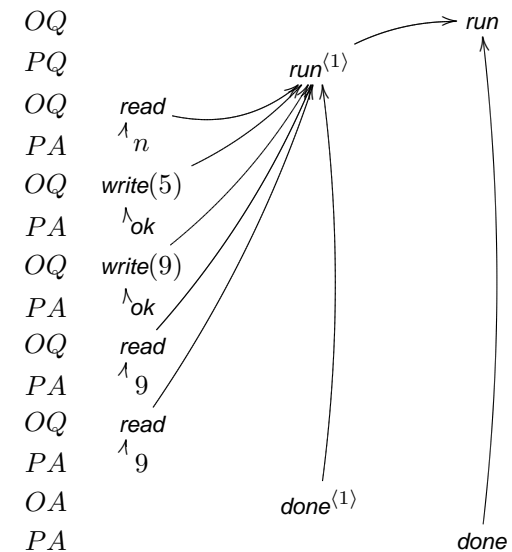 OQ run
PQ run⟨1⟩
OQ read
PA n
OQ write(5)
PA ok
OQ write(9)
PA ok
OQ read
PA 9
OQ read
PA 9
OA done⟨1⟩
PA done